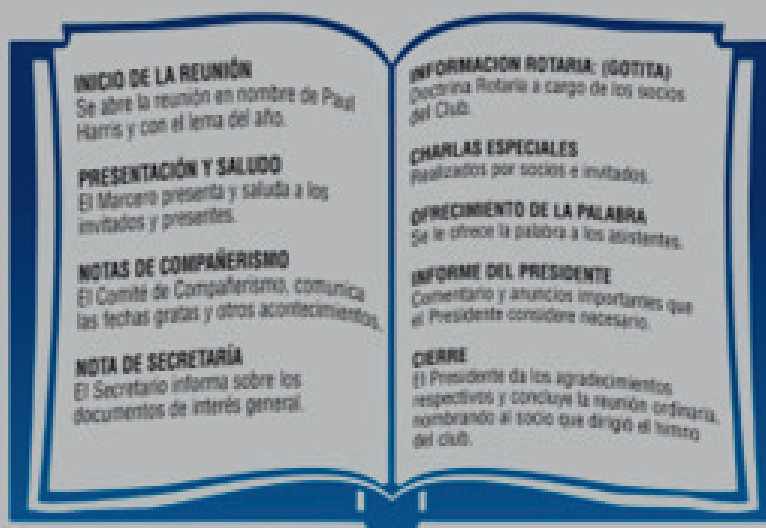 INICIO DE LA REUNIÓN
Se abre la reunión en nombre de Paul
Harris y con el lema del año.
PRESENTACIÓN Y SALUDO
El Marcero presenta y saluda a los
invitados y presentes.
NOTAS DE COMPAÑERISMO
El Comité de Compañerismo, comunica
las fechas gratas y otros acontecimientos.
NOTA DE SECRETARÍA
El Secretario informa sobre los
documentos de interés general.
INFORMACION ROTARIA: (GOTITA)
Doctrina Rotaria a cargo de los socios
del Club.
CHARLAS ESPECIALES
Realizados por socios e invitados.
OFRECIMIENTO DE LA PALABRA
Se le ofrece la palabra a los asistentes.
INFORME DEL PRESIDENTE
Comentario y anuncios importantes que
el Presidente considere necesario.
CIERRE
El Presidente da los agradecimientos
respectivos y concluye la reunión ordinaria,
nombrando al socio que dirigió el himno
del club.